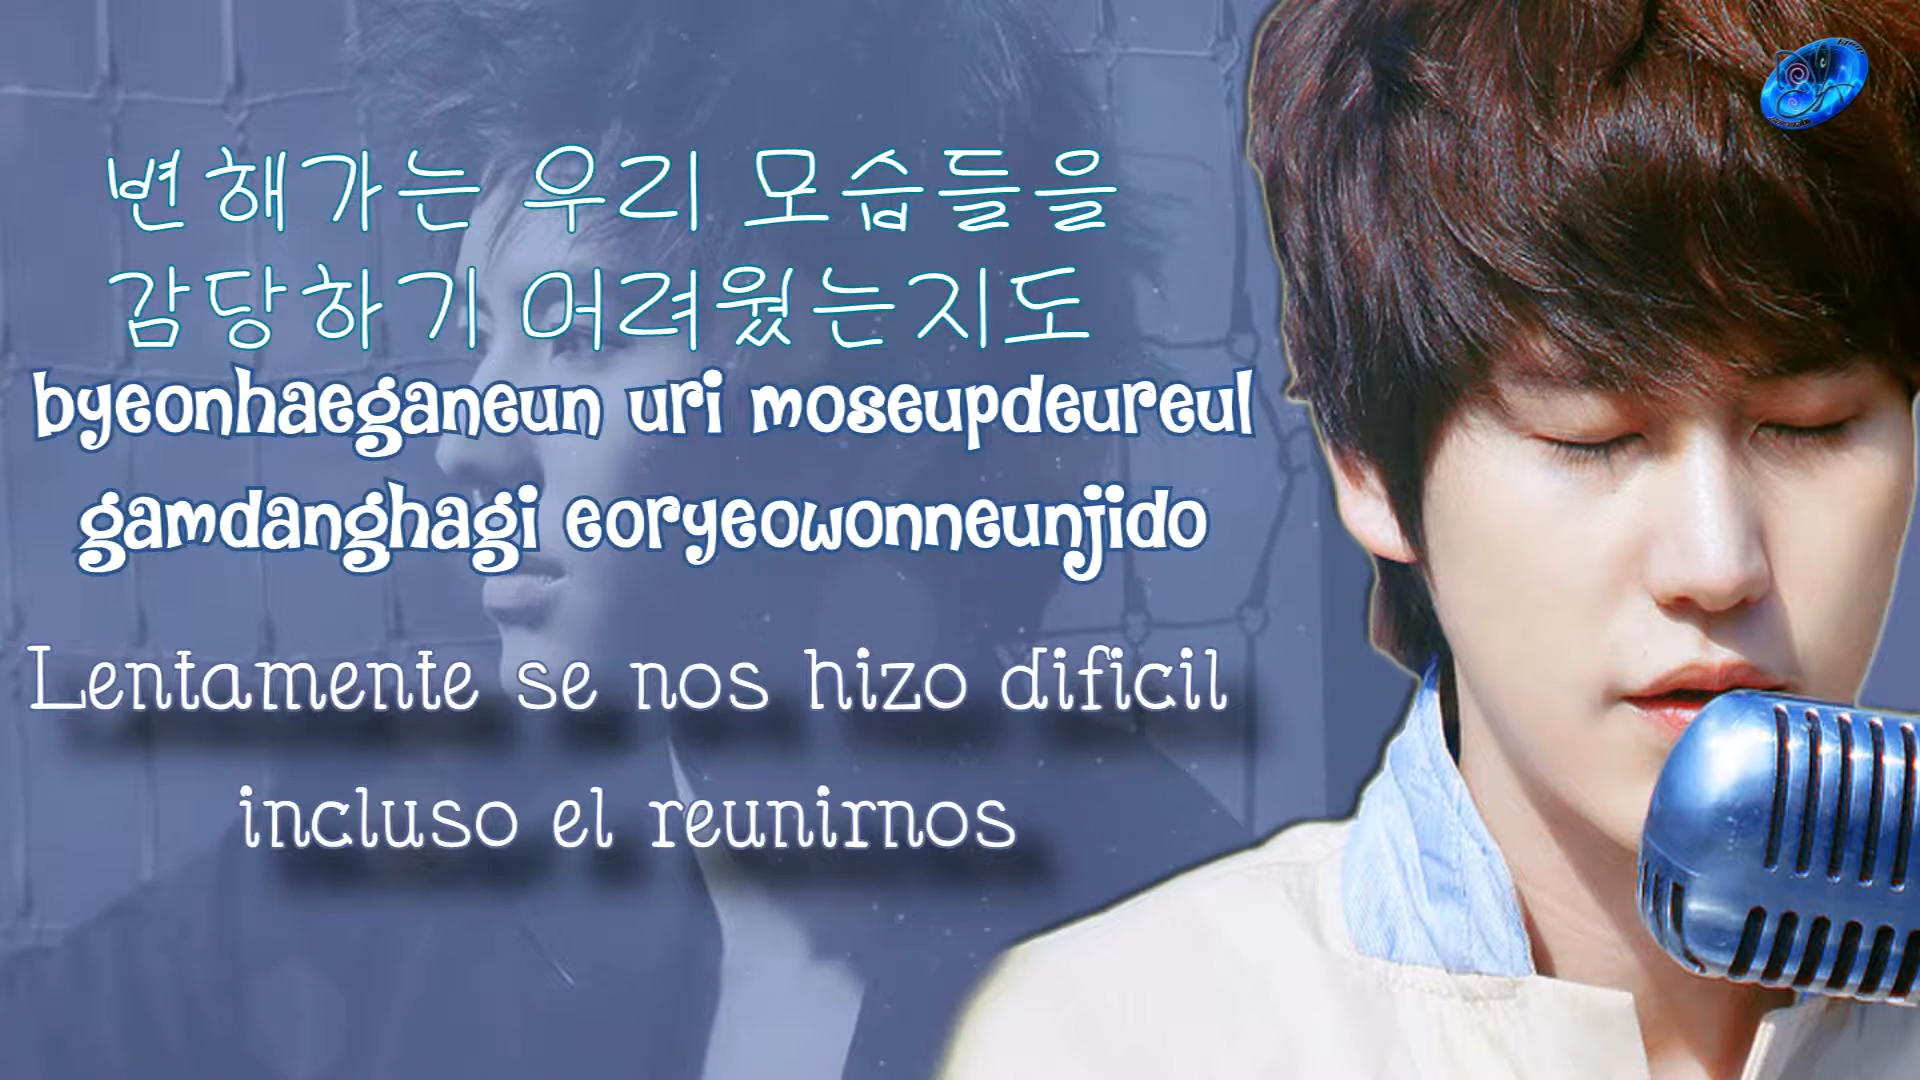 변해가는 우리 모습들을
감당하기 어려웠는지도
byeonhaeganeun uri moseupdeureul
gamdanghagi eoryeowonneunjido
Lentamente se nos hizo dificil
incluso el reunirnos